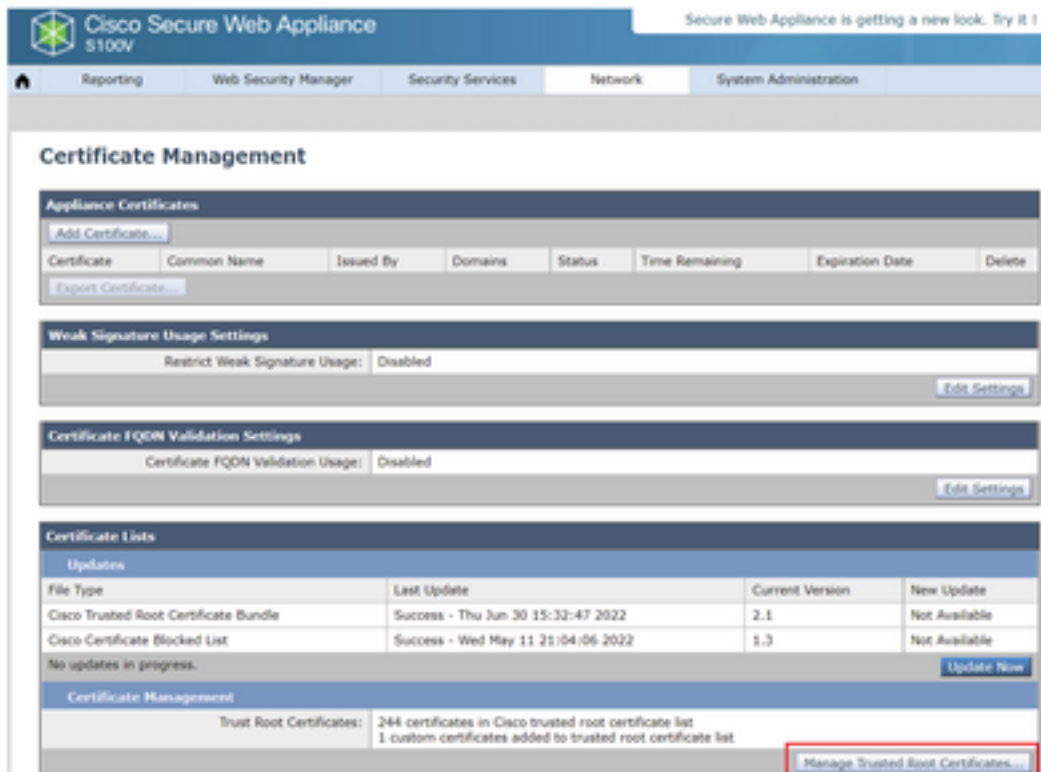 Cisco Secure Web Appliance
S100V
Secure Web Appliance is getting a new look. Try it !
Reporting Web Security Manager Security Services Network System Administration
Certificate Management
Appliance Certificates
Add Certificate...
Certificate Common Name Issued By Domains Status Time Remaining Expiration Date Delete
Export Certificate...
Weak Signature Usage Settings
Restrict Weak Signature Usage: Disabled
Edit Settings
Certificate FQDN Validation Settings
Certificate FQDN Validation Usage: Disabled
Edit Settings
Certificate Lists
Updates
File Type Last Update Current Version New Update
Cisco Trusted Root Certificate Bundle Success - Thu Jun 30 15:32:47 2022 2.1 Not Available
Cisco Certificate Blocked List Success - Wed May 11 21:04:06 2022 1.3 Not Available
No updates in progress. Update Now
Certificate Management
Trust Root Certificates: 244 certificates in Cisco trusted root certificate list
1 custom certificates added to trusted root certificate list
Manage Trusted Root Certificates...